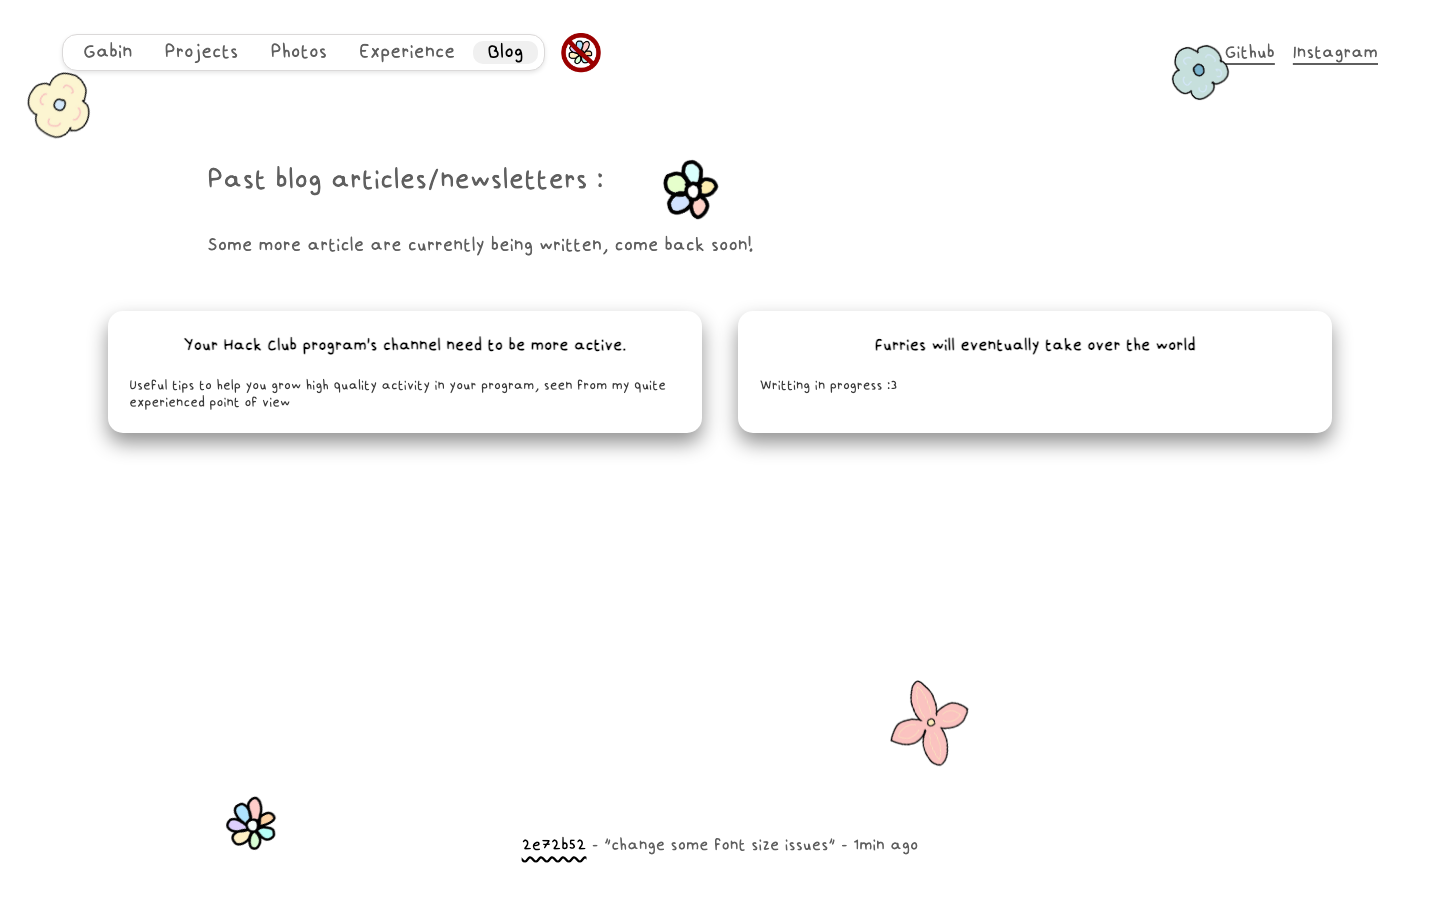 Gabin Projects Photos Experience Blog Github Instagram
Past blog articles/newsletters :
Some more article are currently being written, come back soon!
Your Hack Club program's channel need to be more active.
Useful tips to help you grow high quality activity in your program, seen from my quite
experienced point of view
Furries will eventually take over the world
Writting in progress :3
2e72b52 - "change some font size issues" - 1min ago